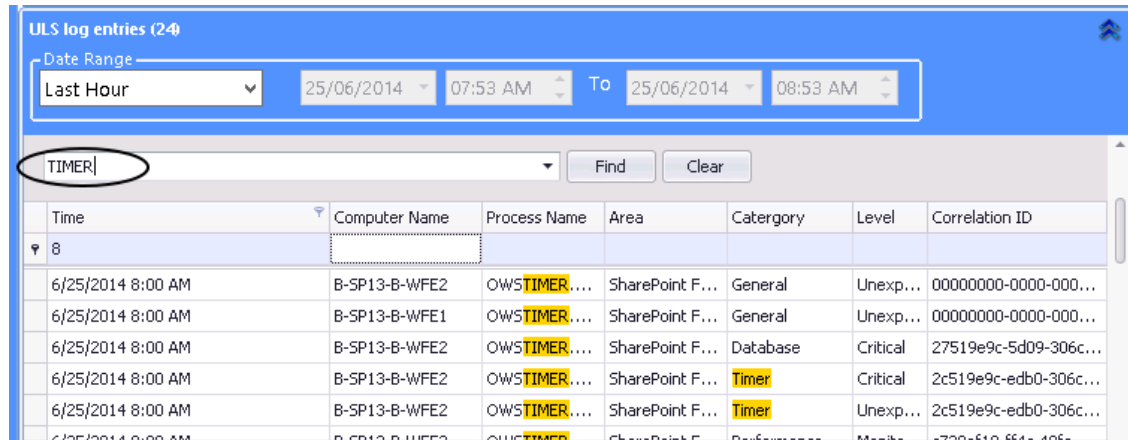 ULS log entries (24)
Date Range
Last Hour 25/06/2014 07:53 AM To 25/06/2014 08:53 AM
TIMER Find Clear
Time Computer Name Process Name Area Catergory Level Correlation ID
8
6/25/2014 8:00 AM B-SP13-B-WFE2 OWSTIMER.... SharePoint F... General Unexp... 00000000-0000-000...
6/25/2014 8:00 AM B-SP13-B-WFE1 OWSTIMER.... SharePoint F... General Unexp... 00000000-0000-000...
6/25/2014 8:00 AM B-SP13-B-WFE2 OWSTIMER.... SharePoint F... Database Critical 27519e9c-5d09-306c...
6/25/2014 8:00 AM B-SP13-B-WFE2 OWSTIMER.... SharePoint F... Timer Critical 2c519e9c-edb0-306c...
6/25/2014 8:00 AM B-SP13-B-WFE2 OWSTIMER.... SharePoint F... Timer Unexp... 2c519e9c-edb0-306c...